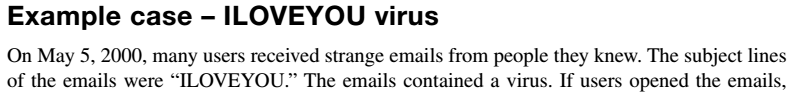 Example case – ILOVEYOU virus
On May 5, 2000, many users received strange emails from people they knew. The subject lines
of the emails were “ILOVEYOU.” The emails contained a virus. If users opened the emails,